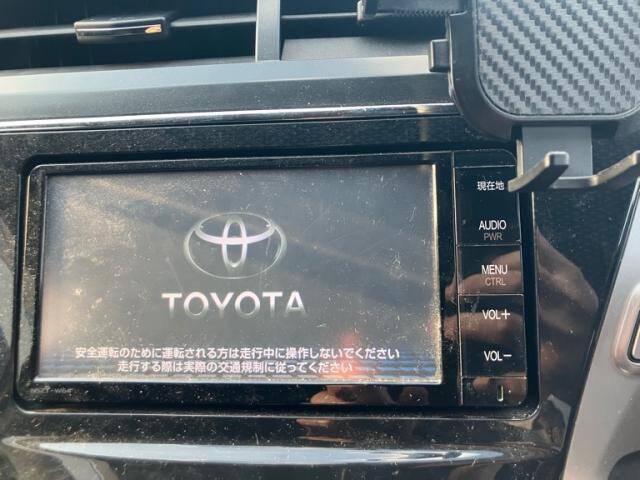 現在地
AUDIO
PWR
MENU
CTRL
VOL+
VOL−
TOYOTA
安全運転のために運転される方は走行中に操作しないでください
走行する際は実際の交通規制に従ってください